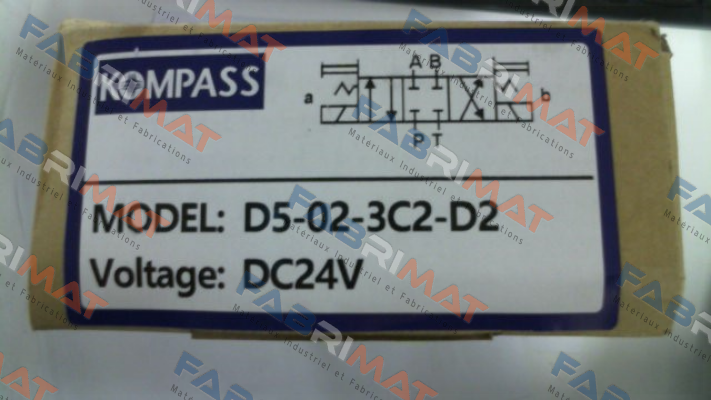 KOMPASS
A B
a
b
P T
MODEL: D5-02-3C2-D2
Voltage: DC24V
FABRIMAT
Materiaux Industriel et Fabrications